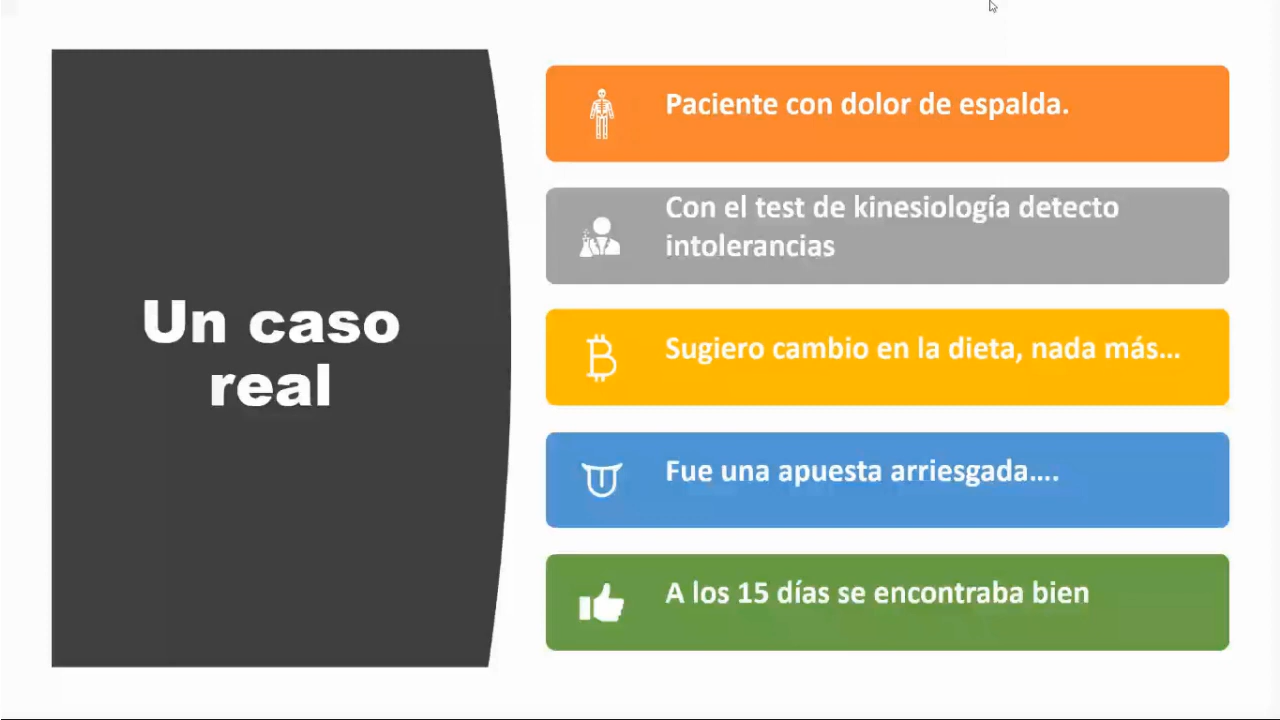 Un caso
real
Paciente con dolor de espalda.
Con el test de kinesiología detecto
intolerancias
Sugiero cambio en la dieta, nada más...
Fue una apuesta arriesgada....
A los 15 días se encontraba bien